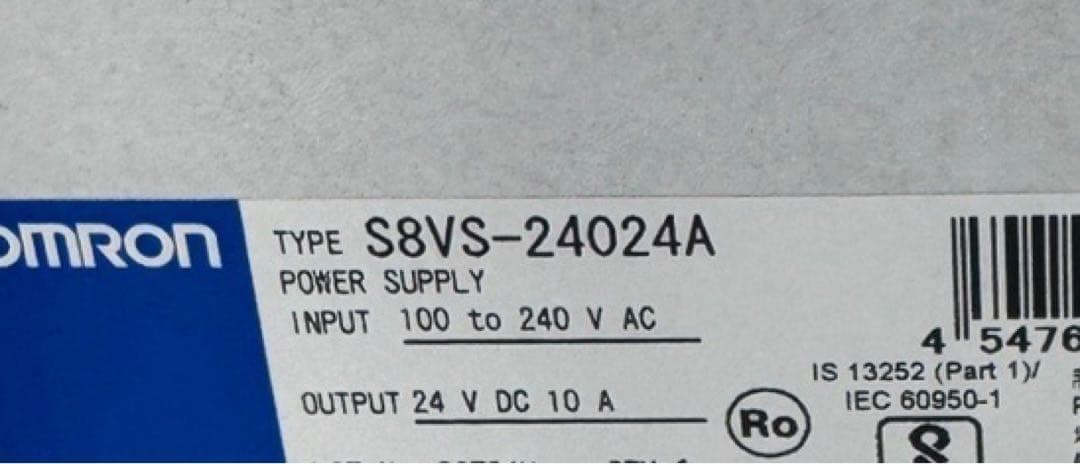 OMRON
TYPE S8VS-24024A
POWER SUPPLY
INPUT 100 to 240 V AC
OUTPUT 24 V DC 10 A
4 5476
IS 13252 (Part 1)/
IEC 60950-1
Ro